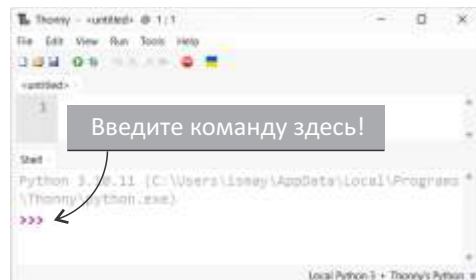 Thonny - <untitled> @ 1 : 1
File Edit View Run Tools Help
<untitled>
1
Введите команду здесь!
Shell
Python 3.10.11 (C:\Users\ismay\AppData\Local\Programs
\Thonny\python.exe)
>>>
Local Python 3 • Thonny's Python